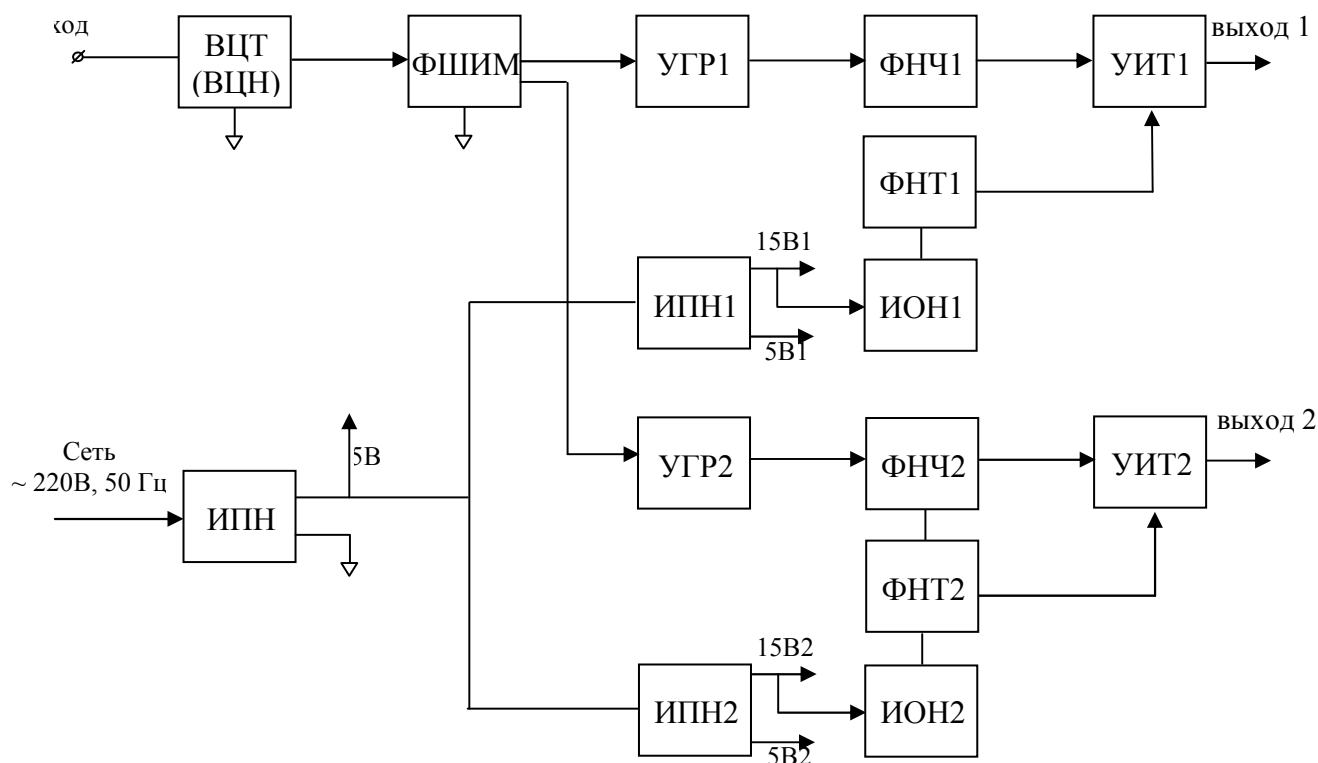 ВЦТ
(ВЦН)
ФШИМ
УГР1
ФНЧ1
УИТ1
выход 1
ФНТ1
15В1
ИПН1
ИОН1
5В1
Сеть
~ 220В, 50 Гц
5В
ИПН
УГР2
ФНЧ2
УИТ2
выход 2
ФНТ2
15В2
ИПН2
ИОН2
5В2